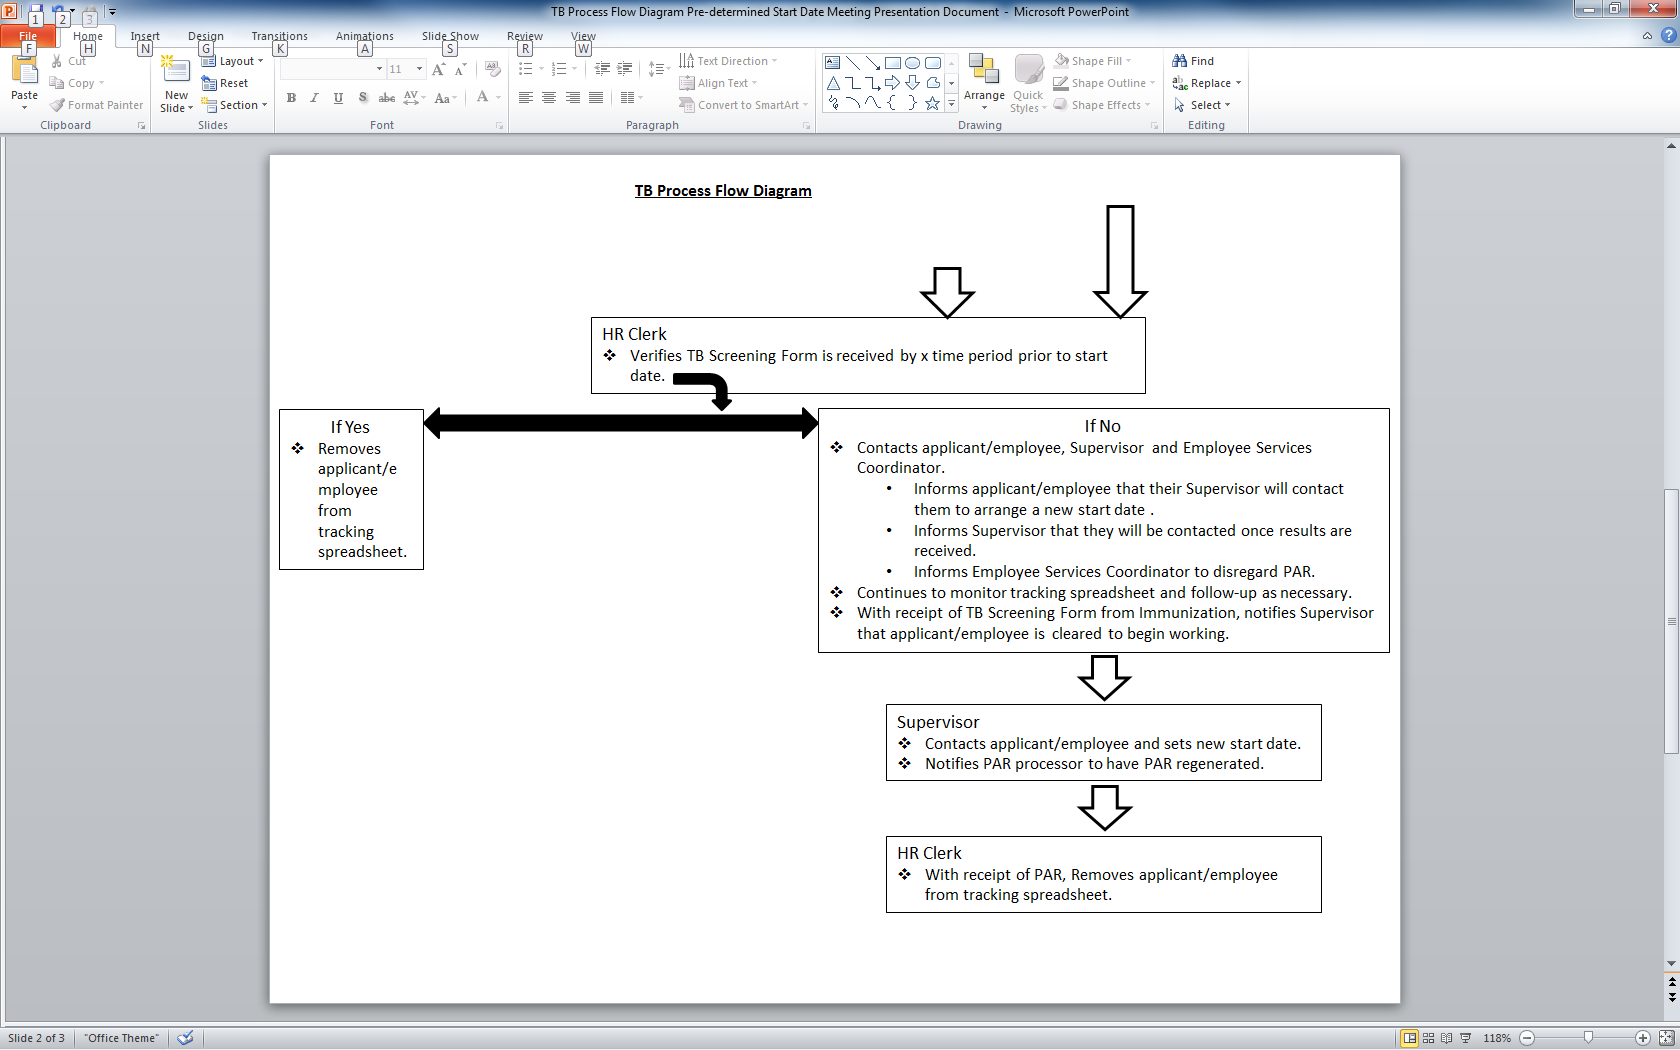 TB Process Flow Diagram Pre-determined Start Date Meeting Presentation Document - Microsoft PowerPoint
1 2 3
File Home Insert Design Transitions Animations Slide Show Review View
F H N G K A S R W
Paste
Cut
Copy
Format Painter
Clipboard
New
Slide
Layout
Reset
Section
Slides
11
B I U S abc AV Aa A
Font
Text Direction
Align Text
Convert to SmartArt
Paragraph
Arrange
Quick
Styles
Shape Fill
Shape Outline
Shape Effects
Drawing
Find
Replace
Select
Editing
TB Process Flow Diagram
HR Clerk
❖ Verifies TB Screening Form is received by x time period prior to start
date.
If Yes
❖ Removes
applicant/e
mployee
from
tracking
spreadsheet.
If No
❖ Contacts applicant/employee, Supervisor and Employee Services
Coordinator.
• Informs applicant/employee that their Supervisor will contact
them to arrange a new start date .
• Informs Supervisor that they will be contacted once results are
received.
• Informs Employee Services Coordinator to disregard PAR.
❖ Continues to monitor tracking spreadsheet and follow-up as necessary.
❖ With receipt of TB Screening Form from Immunization, notifies Supervisor
that applicant/employee is cleared to begin working.
Supervisor
❖ Contacts applicant/employee and sets new start date.
❖ Notifies PAR processor to have PAR regenerated.
HR Clerk
❖ With receipt of PAR, Removes applicant/employee
from tracking spreadsheet.
Slide 2 of 3 "Office Theme" 118%